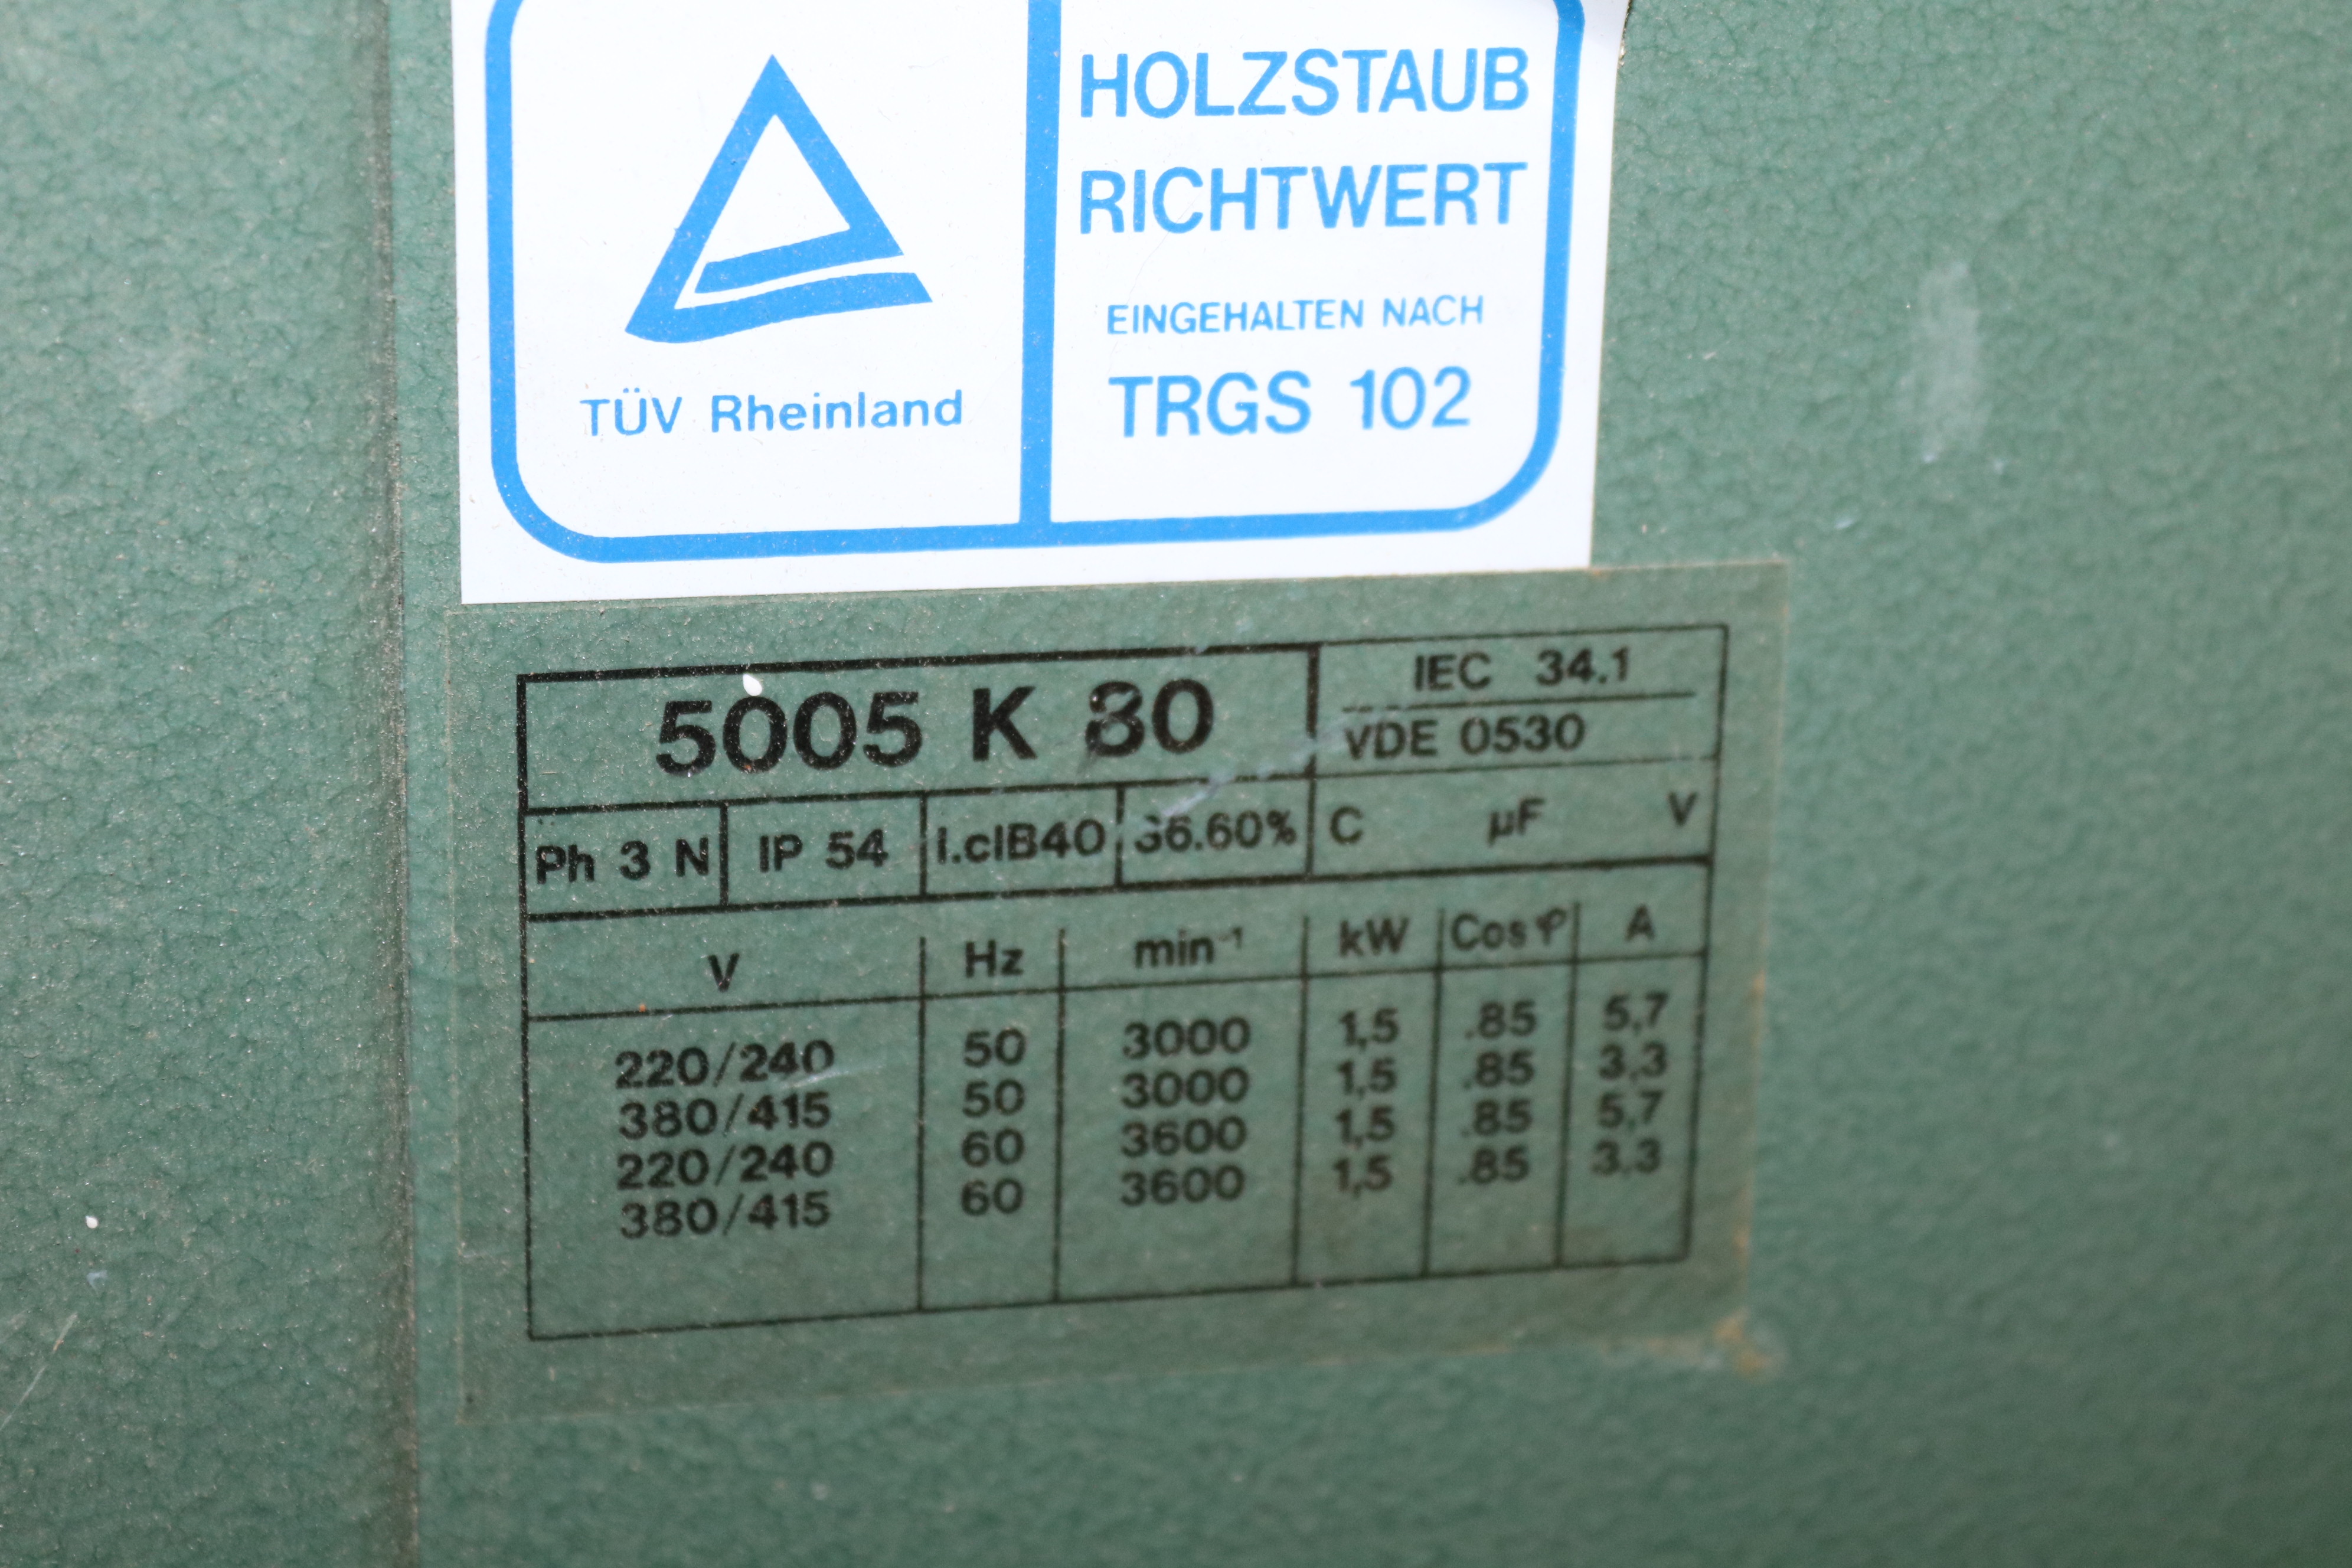 HOLZSTAUB
RICHTWERT
EINGEHALTEN NACH
TRGS 102
TÜV Rheinland
5005 K 80
IEC 34.1
VDE 0530
Ph 3 N IP 54 I.clB40 S6.60% C µF V
V Hz min⁻¹ kW Cos φ A
220/240 50 3000 1,5 .85 5,7
380/415 50 3000 1,5 .85 3,3
220/240 60 3600 1,5 .85 5,7
380/415 60 3600 1,5 .85 3,3